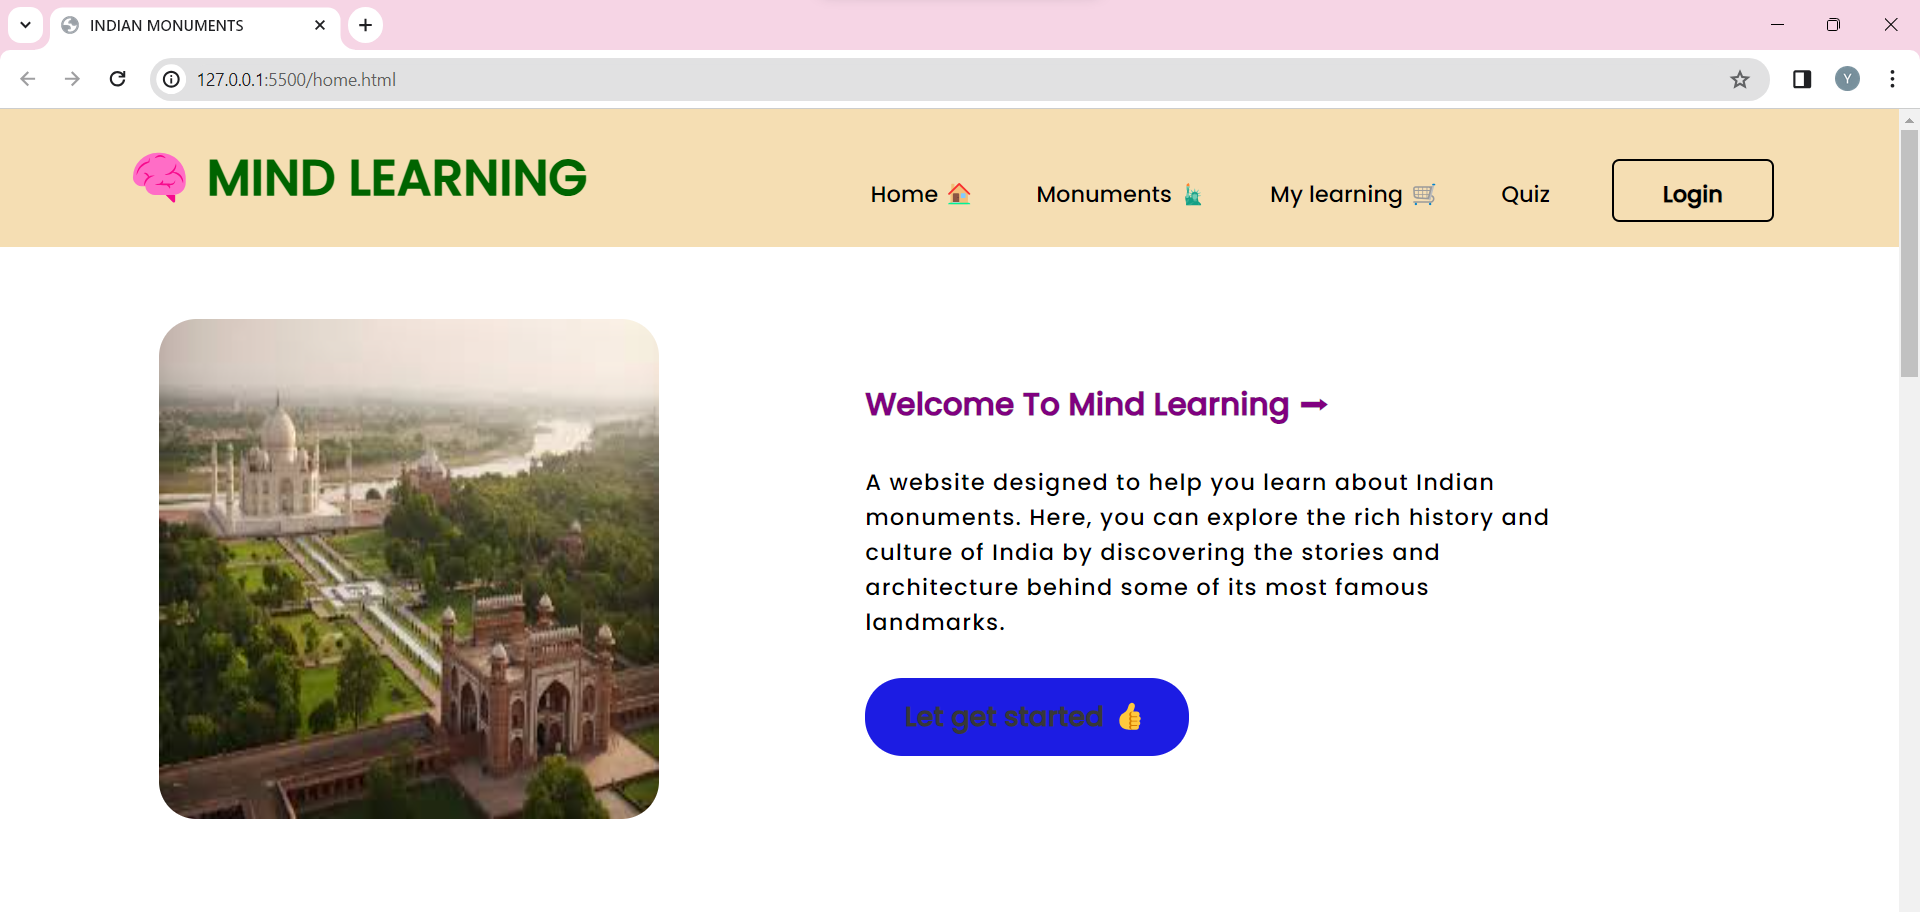 INDIAN MONUMENTS
127.0.0.1:5500/home.html
Y
MIND LEARNING
Home
Monuments
My learning
Quiz
Login
Welcome To Mind Learning
A website designed to help you learn about Indian
monuments. Here, you can explore the rich history and
culture of India by discovering the stories and
architecture behind some of its most famous
landmarks.
Let get started